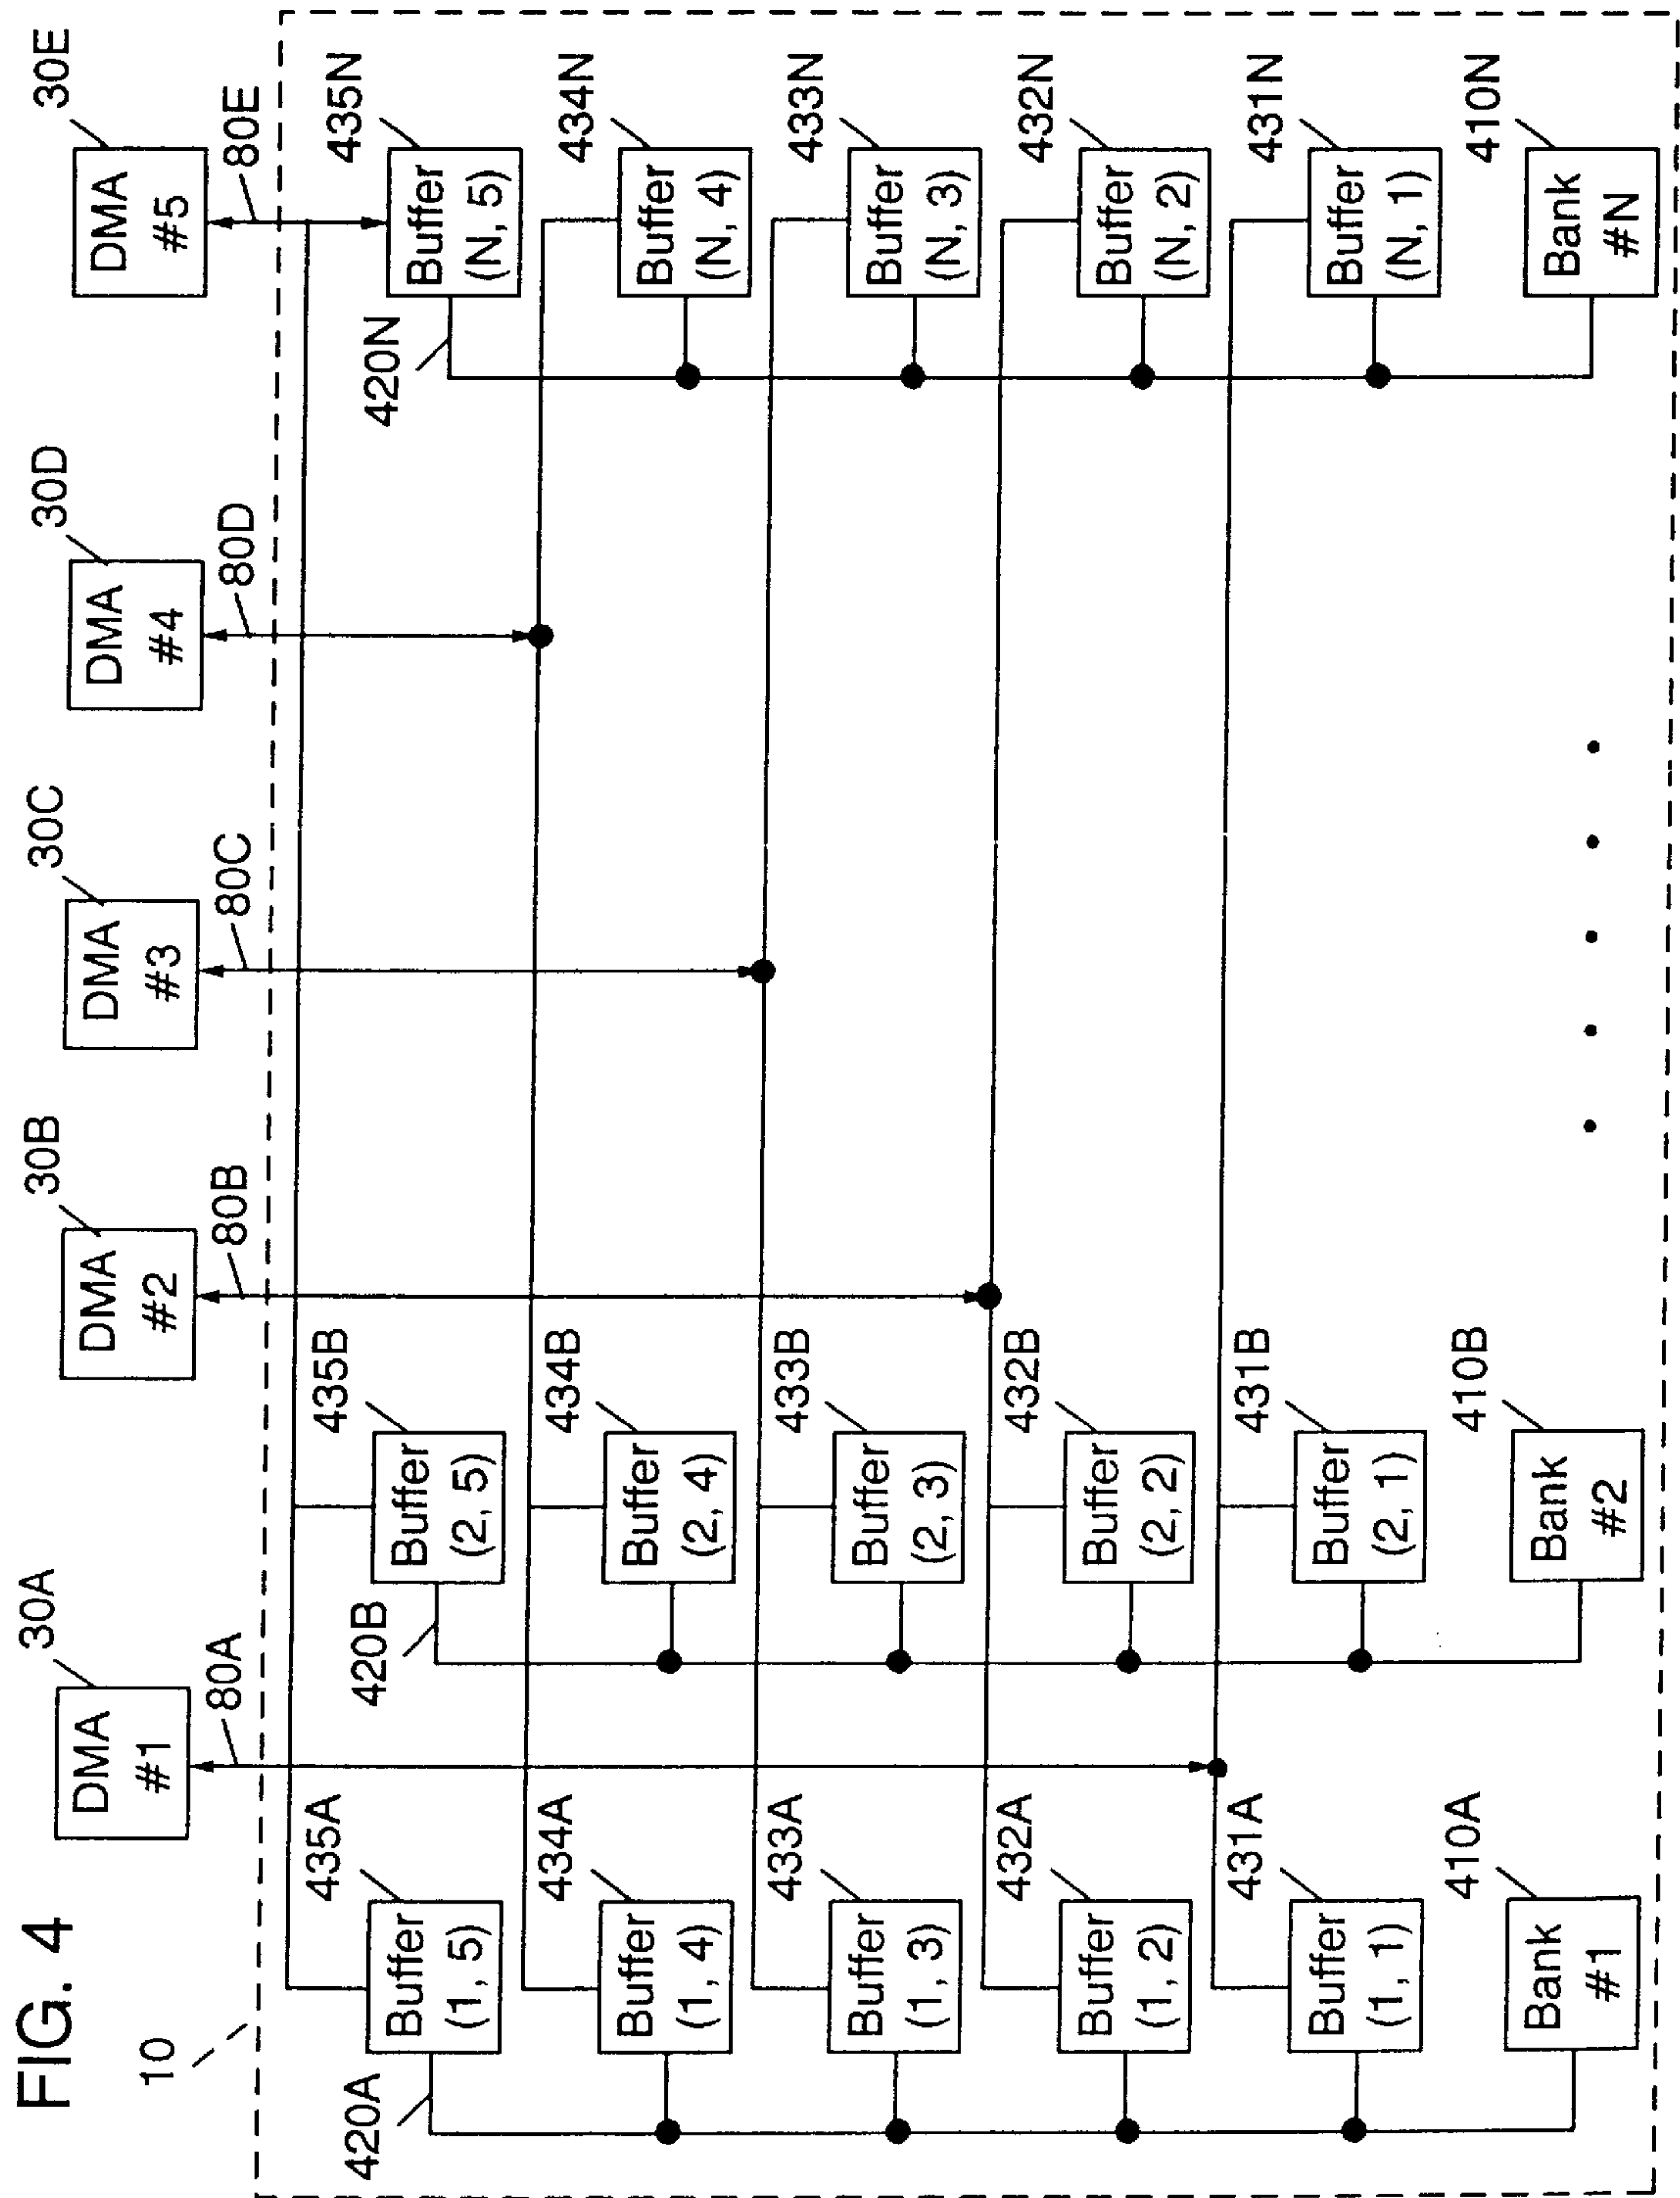 FIG. 4
10
30A
30B
30C
30D
30E
DMA
#1
DMA
#2
DMA
#3
DMA
#4
DMA
#5
80A
80B
80C
80D
80E
435A
435B
435N
420A
Buffer
(1, 5)
420B
Buffer
(2, 5)
420N
Buffer
(N, 5)
434A
434B
434N
Buffer
(1, 4)
Buffer
(2, 4)
Buffer
(N, 4)
433A
433B
433N
Buffer
(1, 3)
Buffer
(2, 3)
Buffer
(N, 3)
432A
432B
432N
Buffer
(1, 2)
Buffer
(2, 2)
Buffer
(N, 2)
431A
431B
431N
Buffer
(1, 1)
Buffer
(2, 1)
Buffer
(N, 1)
410A
410B
410N
Bank
#1
Bank
#2
Bank
#N